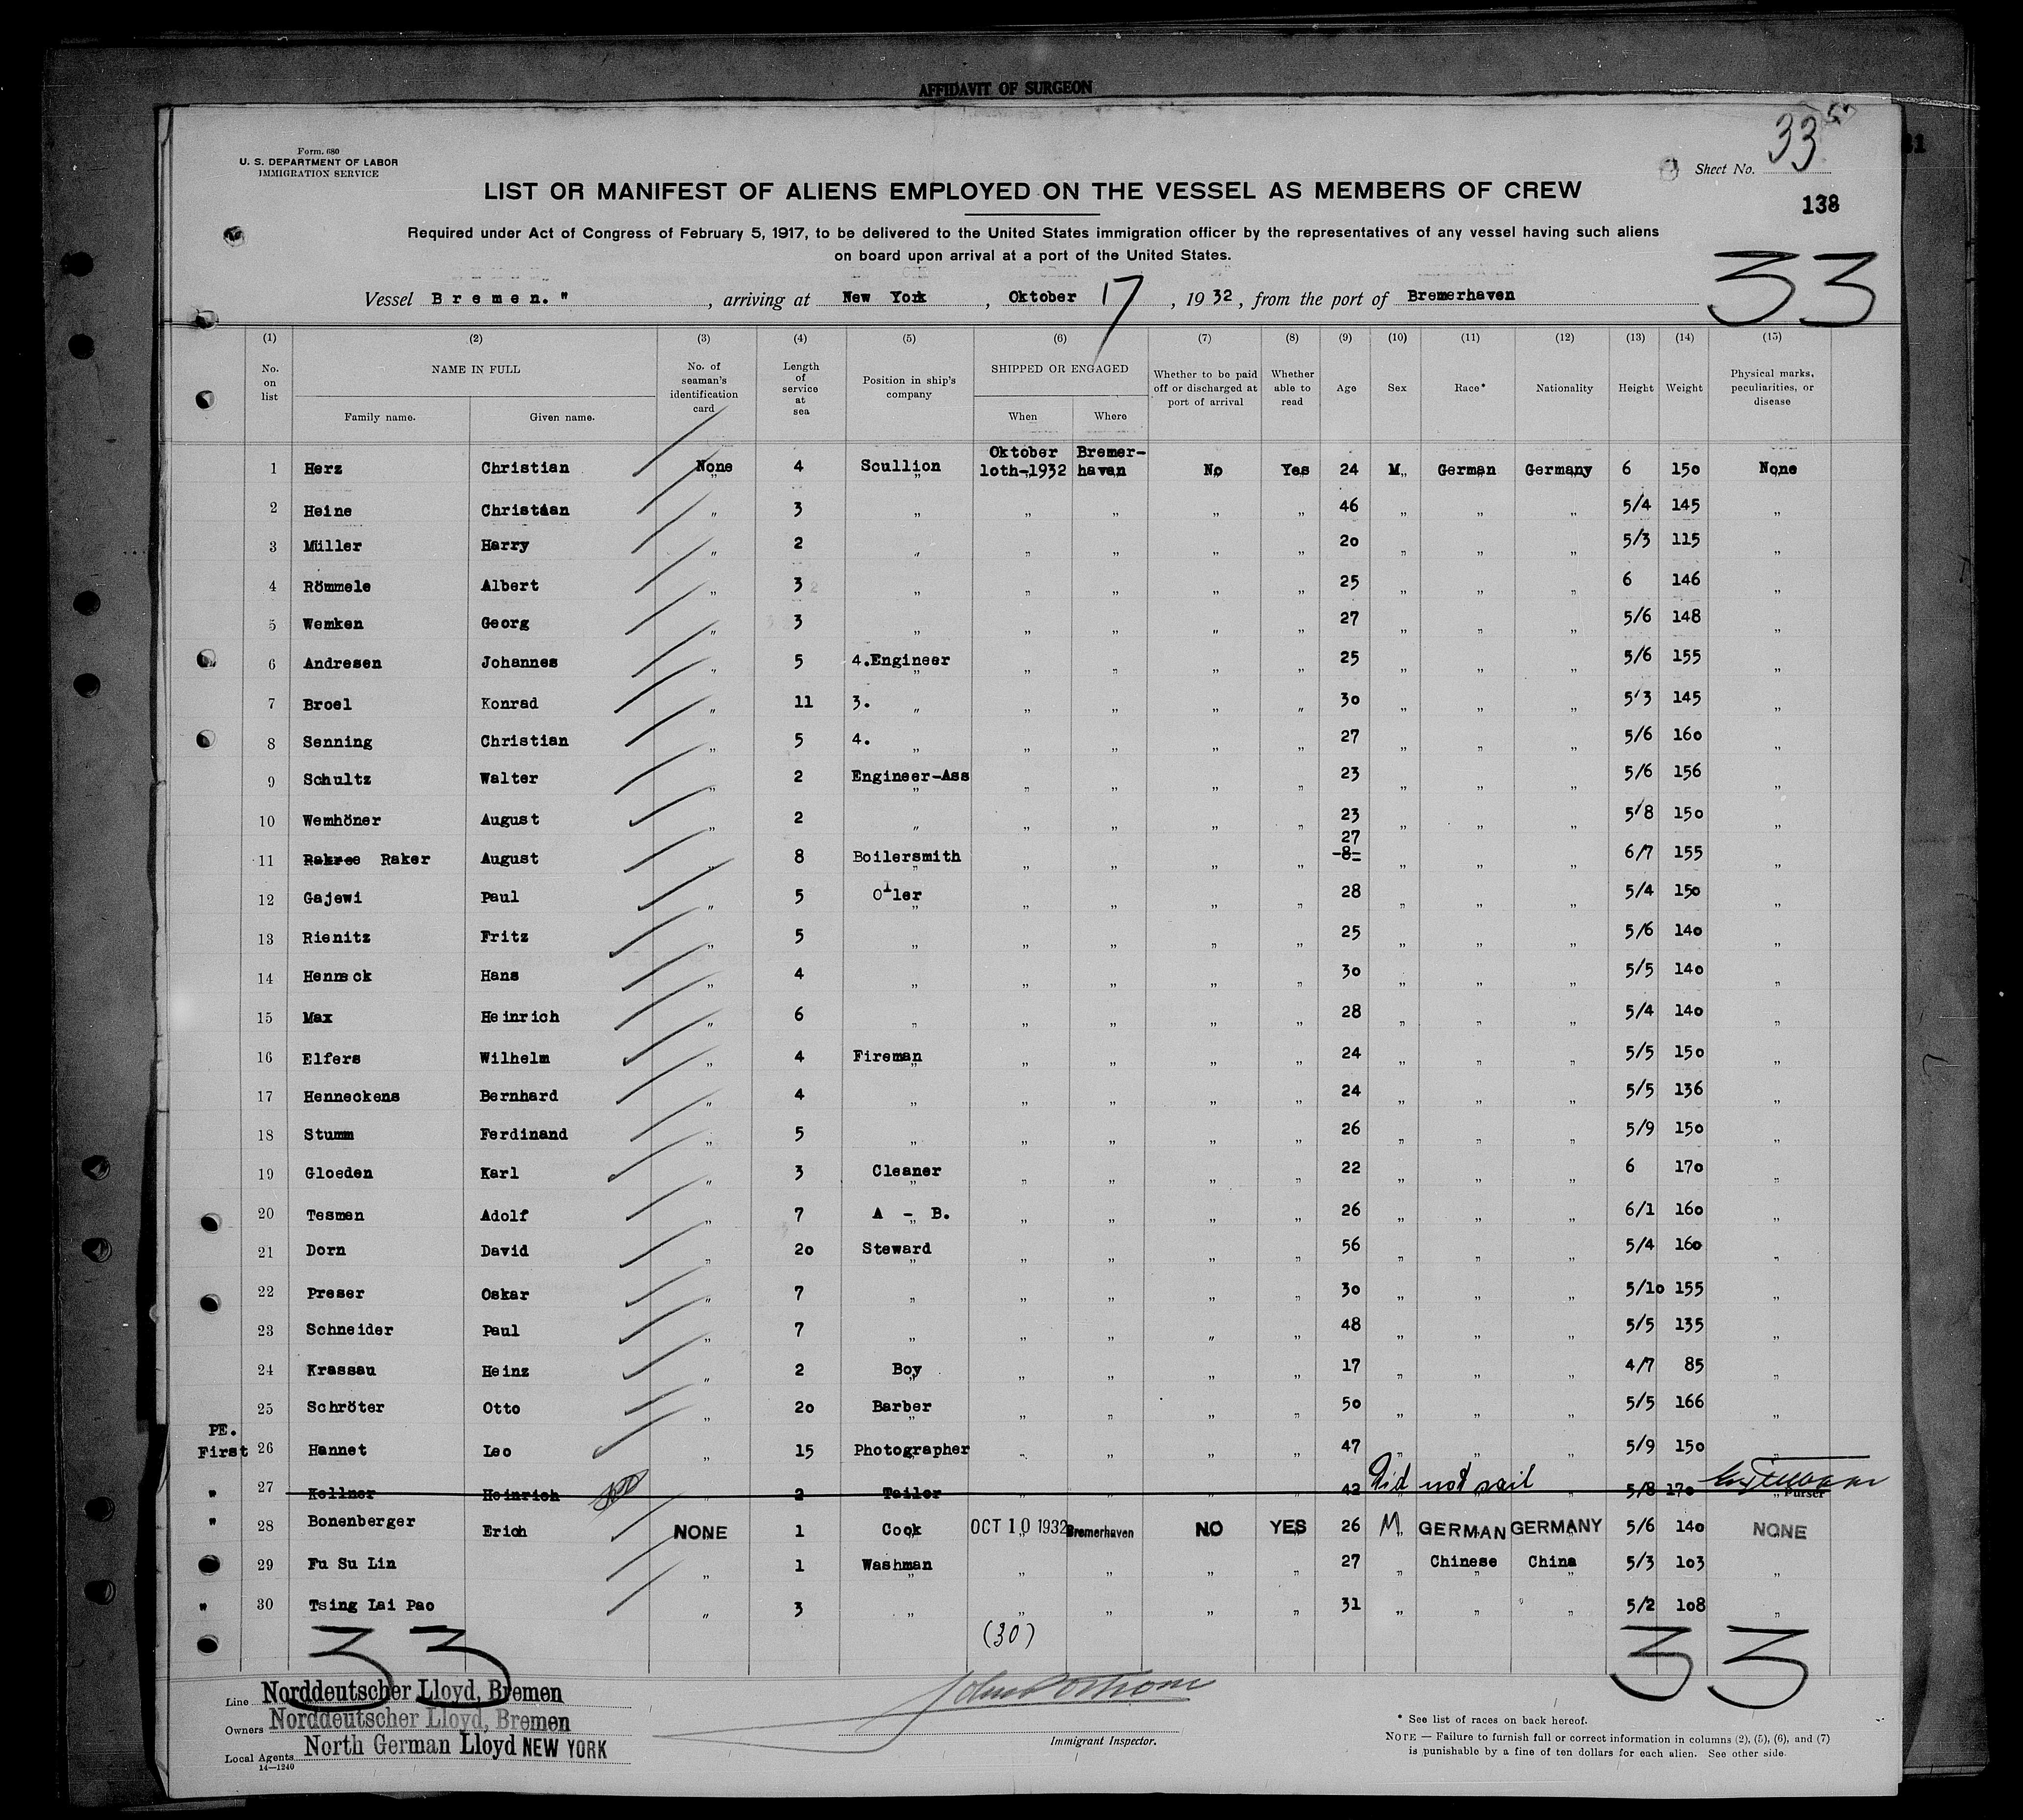 AFFIDAVIT OF SURGEON
Form. 680
U. S. DEPARTMENT OF LABOR
IMMIGRATION SERVICE
Sheet No. 33
138
LIST OR MANIFEST OF ALIENS EMPLOYED ON THE VESSEL AS MEMBERS OF CREW
Required under Act of Congress of February 5, 1917, to be delivered to the United States immigration officer by the representatives of any vessel having such aliens
on board upon arrival at a port of the United States.
33
Vessel Bremen." , arriving at New York , Oktober 17 , 1932 , from the port of Bremerhaven
(1) (2) (3) (4) (5) (6) (7) (8) (9) (10) (11) (12) (13) (14) (15)
No. on list NAME IN FULL Family name. Given name. No. of seaman's identification card Length of service at sea Position in ship's company SHIPPED OR ENGAGED When Where Whether to be paid off or discharged at port of arrival Whether able to read Age Sex Race* Nationality Height Weight Physical marks, peculiarities, or disease
1 Herz Christian None 4 Scullion Oktober 10th-1932 Bremer-haven No Yes 24 M German Germany 6 150 None
2 Heine Christian „ 3 „ „ „ „ „ 46 „ „ „ 5/4 145 „
3 Müller Harry „ 2 „ „ „ „ „ 20 „ „ „ 5/3 115 „
4 Römmele Albert „ 3 „ „ „ „ „ 25 „ „ „ 6 146 „
5 Wemken Georg „ 3 „ „ „ „ „ 27 „ „ „ 5/6 148 „
6 Andresen Johannes „ 5 4.Engineer „ „ „ „ 25 „ „ „ 5/6 155 „
7 Broel Konrad „ 11 3. „ „ „ „ „ 30 „ „ „ 5'3 145 „
8 Senning Christian „ 5 4. „ „ „ „ „ 27 „ „ „ 5/6 160 „
9 Schultz Walter „ 2 Engineer-Ass „ „ „ „ 23 „ „ „ 5/6 156 „
10 Wemhöner August „ 2 „ „ „ „ „ 23 „ „ „ 5'8 150 „
11 Raker August „ 8 Boilersmith „ „ „ „ 27 „ „ „ 6/7 155 „
12 Gajewi Paul „ 5 Oiler „ „ „ „ 28 „ „ „ 5/4 150 „
13 Rienitz Fritz „ 5 „ „ „ „ „ 25 „ „ „ 5/6 140 „
14 Hans „ 4 „ „ „ „ „ 30 „ „ „ 5/5 140 „
15 Max Heinrich „ 6 „ „ „ „ „ 28 „ „ „ 5/4 140 „
16 Elfers Wilhelm „ 4 Fireman „ „ „ „ 24 „ „ „ 5/5 150 „
17 Henneckens Bernhard „ 4 „ „ „ „ „ 24 „ „ „ 5/5 136 „
18 Stumm Ferdinand „ 5 „ „ „ „ „ 26 „ „ „ 5/9 150 „
19 Gloeden Karl „ 3 Cleaner „ „ „ „ 22 „ „ „ 6 170 „
20 Tesmen Adolf „ 7 A - B. „ „ „ „ 26 „ „ „ 6/1 160 „
21 Dorn David „ 20 Steward „ „ „ „ 56 „ „ „ 5/4 160 „
22 Preser Oskar „ 7 „ „ „ „ „ 30 „ „ „ 5/10 155 „
23 Schneider Paul „ 7 „ „ „ „ „ 48 „ „ „ 5/5 135 „
24 Krassau Heinz „ 2 Boy „ „ „ „ 17 „ „ „ 4/7 85 „
25 Schröter Otto „ 20 Barber „ „ „ „ 50 „ „ „ 5/5 166 „
PE. First 26 Hannet Leo „ 15 Photographer „ „ „ „ 47 „ „ „ 5/9 150 „
" 27 Kellner Heinrich „ 2 Tailor „ „ „ „ 42 Did not sail 5/8 170 „ Purser
" 28 Bonenberger Erich NONE 1 Cook OCT 10 1932 Bremerhaven NO YES 26 M GERMAN GERMANY 5/6 140 NONE
29 Fu Su Lin „ 1 Washman „ „ „ „ 27 „ Chinese China 5/3 103 „
" 30 Tsing Lai Pao „ 3 „ „ „ „ „ 31 „ „ „ 5/2 108 „
(30)
33 33
Line Norddeutscher Lloyd, Bremen
Owners Norddeutscher Lloyd, Bremen
Local Agents North German Lloyd NEW YORK
14—1240
Immigrant Inspector.
* See list of races on back hereof.
NOTE — Failure to furnish full or correct information in columns (2), (5), (6), and (7)
is punishable by a fine of ten dollars for each alien. See other side.